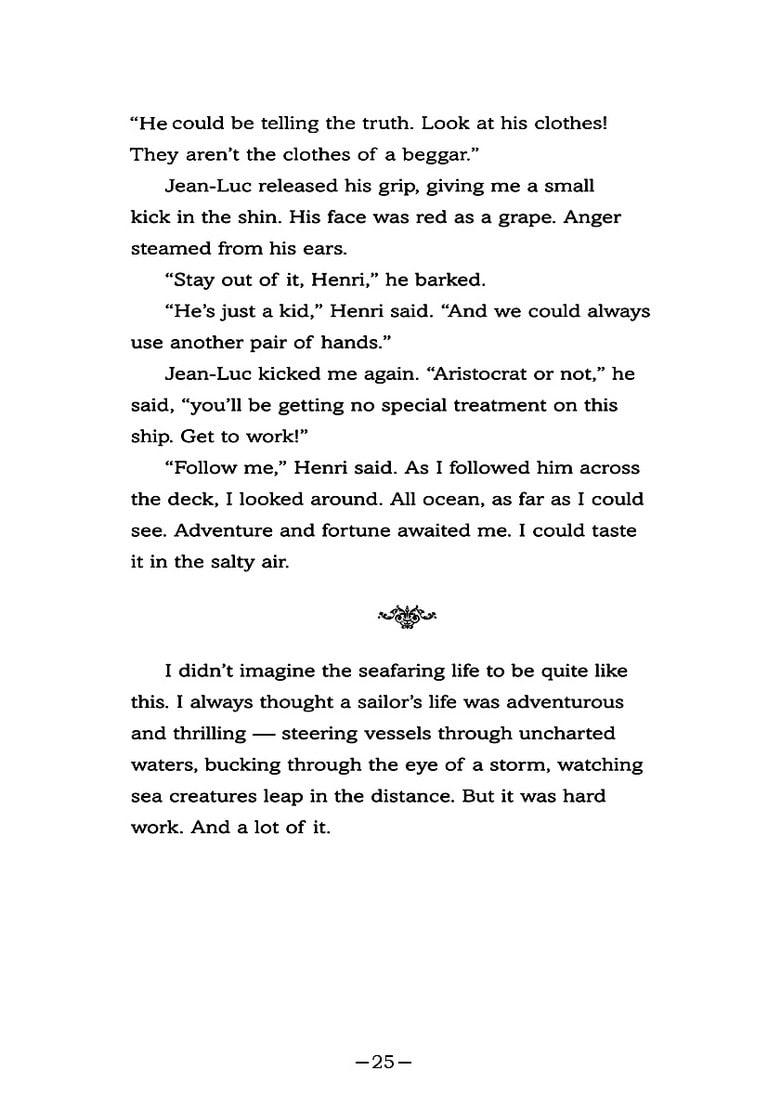 “He could be telling the truth. Look at his clothes!
They aren’t the clothes of a beggar.”
Jean-Luc released his grip, giving me a small
kick in the shin. His face was red as a grape. Anger
steamed from his ears.
“Stay out of it, Henri,” he barked.
“He’s just a kid,” Henri said. “And we could always
use another pair of hands.”
Jean-Luc kicked me again. “Aristocrat or not,” he
said, “you’ll be getting no special treatment on this
ship. Get to work!”
“Follow me,” Henri said. As I followed him across
the deck, I looked around. All ocean, as far as I could
see. Adventure and fortune awaited me. I could taste
it in the salty air.
I didn’t imagine the seafaring life to be quite like
this. I always thought a sailor’s life was adventurous
and thrilling — steering vessels through uncharted
waters, bucking through the eye of a storm, watching
sea creatures leap in the distance. But it was hard
work. And a lot of it.
—25—